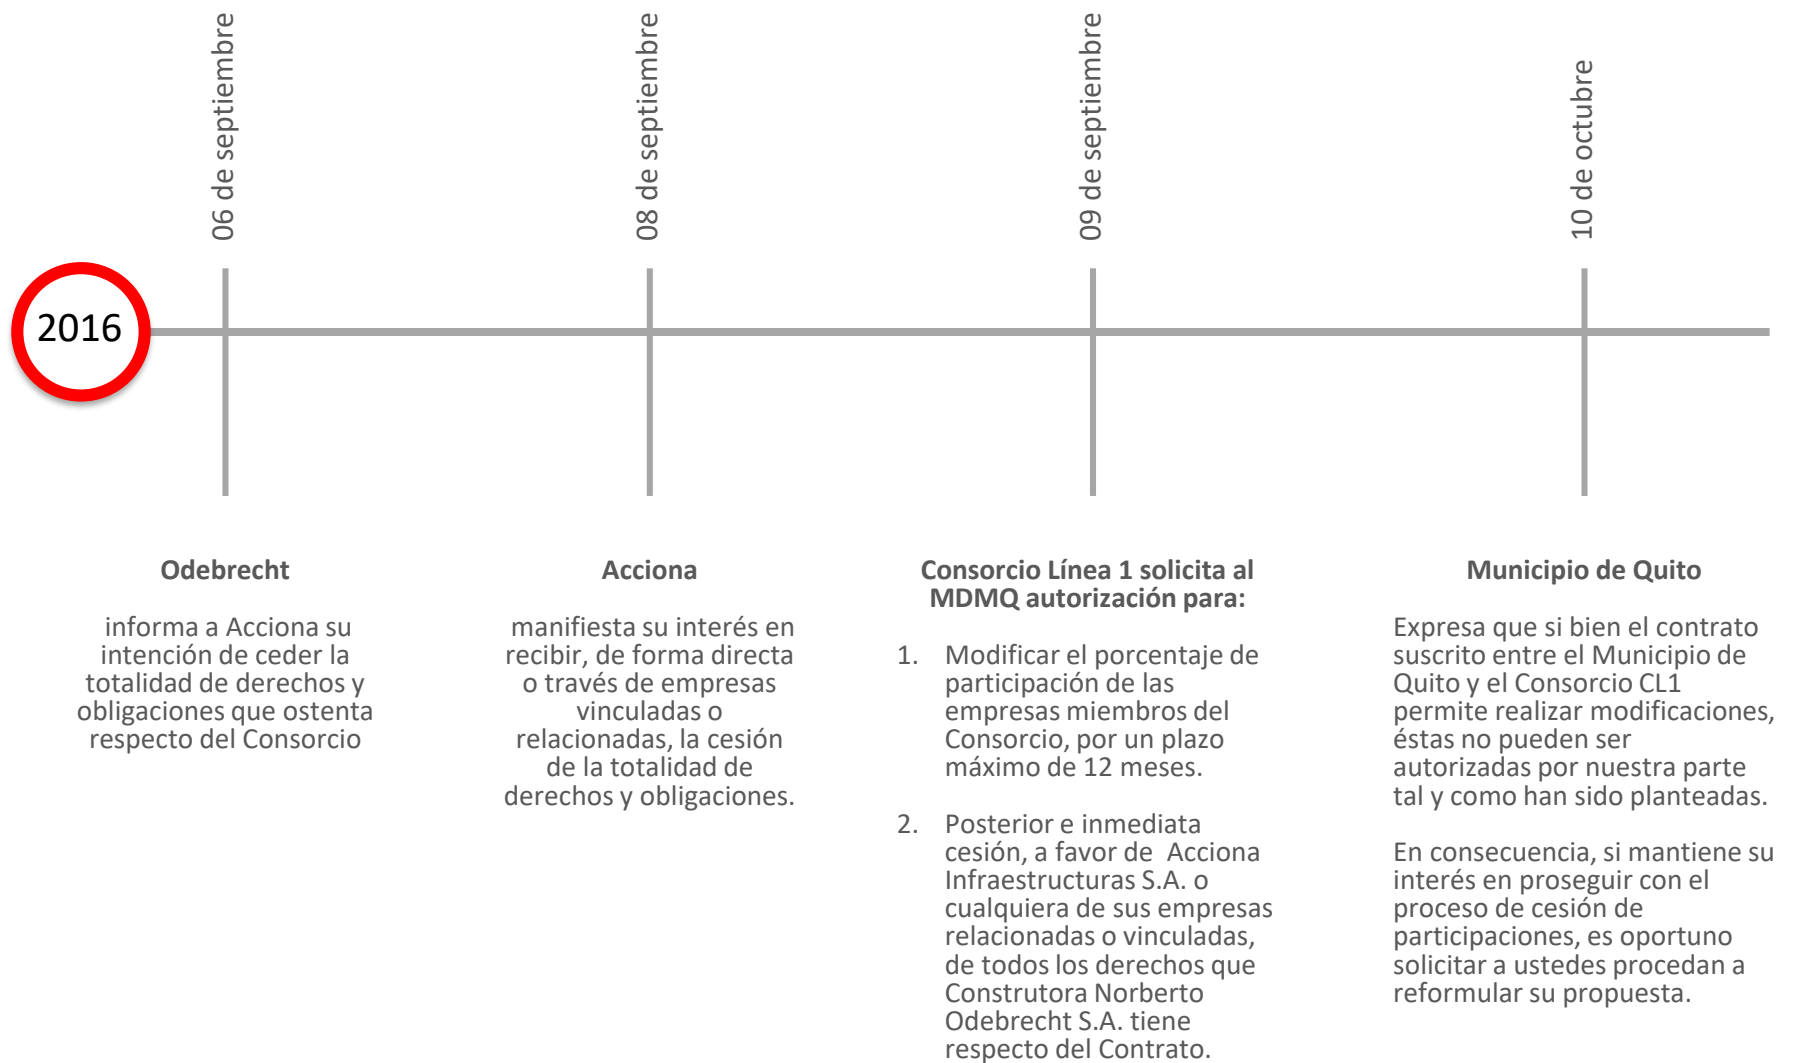 2016
06 de septiembre
08 de septiembre
09 de septiembre
10 de octubre
Odebrecht
informa a Acciona su
intención de ceder la
totalidad de derechos y
obligaciones que ostenta
respecto del Consorcio
Acciona
manifiesta su interés en
recibir, de forma directa
o través de empresas
vinculadas o
relacionadas, la cesión
de la totalidad de
derechos y obligaciones.
Consorcio Línea 1 solicita al
MDMQ autorización para:
1. Modificar el porcentaje de
participación de las
empresas miembros del
Consorcio, por un plazo
máximo de 12 meses.
2. Posterior e inmediata
cesión, a favor de Acciona
Infraestructuras S.A. o
cualquiera de sus empresas
relacionadas o vinculadas,
de todos los derechos que
Construtora Norberto
Odebrecht S.A. tiene
respecto del Contrato.
Municipio de Quito
Expresa que si bien el contrato
suscrito entre el Municipio de
Quito y el Consorcio CL1
permite realizar modificaciones,
éstas no pueden ser
autorizadas por nuestra parte
tal y como han sido planteadas.
En consecuencia, si mantiene su
interés en proseguir con el
proceso de cesión de
participaciones, es oportuno
solicitar a ustedes procedan a
reformular su propuesta.